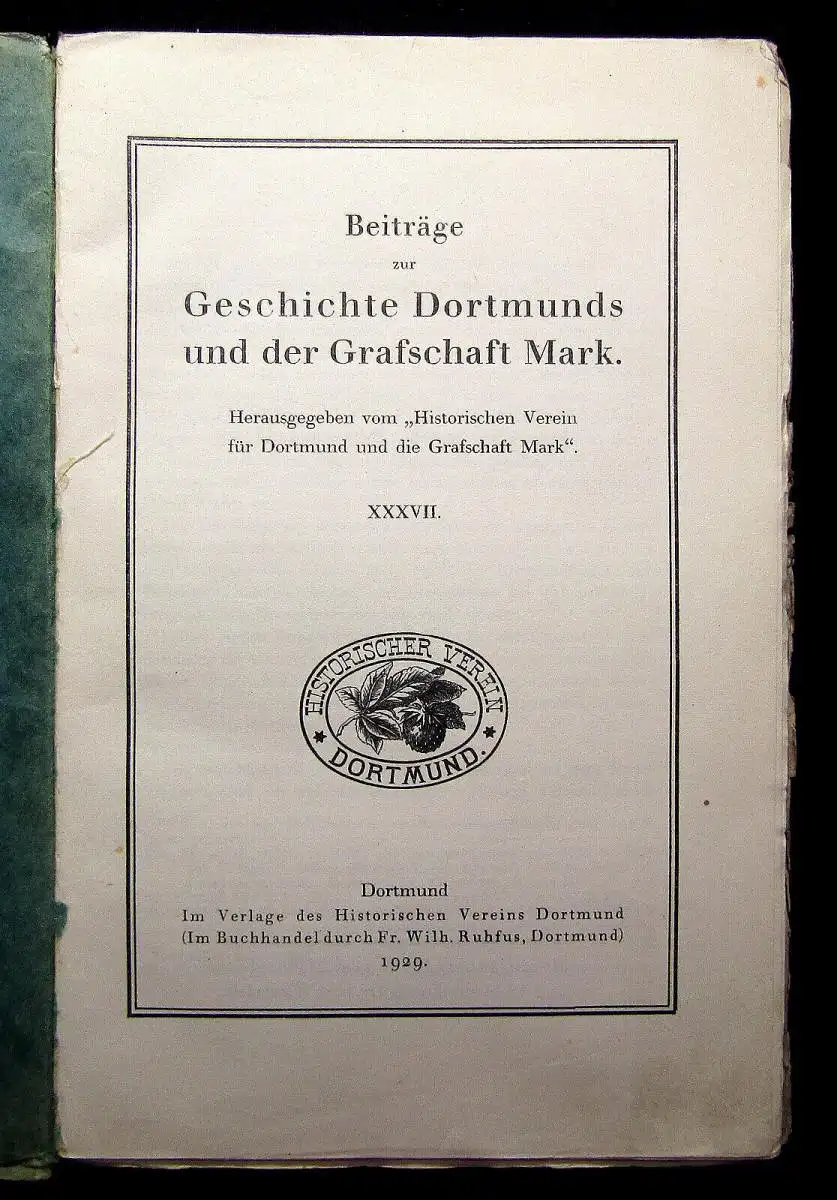 Beiträge
zur
Geschichte Dortmunds
und der Grafschaft Mark.
Herausgegeben vom „Historischen Verein
für Dortmund und die Grafschaft Mark“.
XXXVII.
HISTORISCHER VEREIN
* DORTMUND. *
Dortmund
Im Verlage des Historischen Vereins Dortmund
(Im Buchhandel durch Fr. Wilh. Ruhfus, Dortmund)
1929.